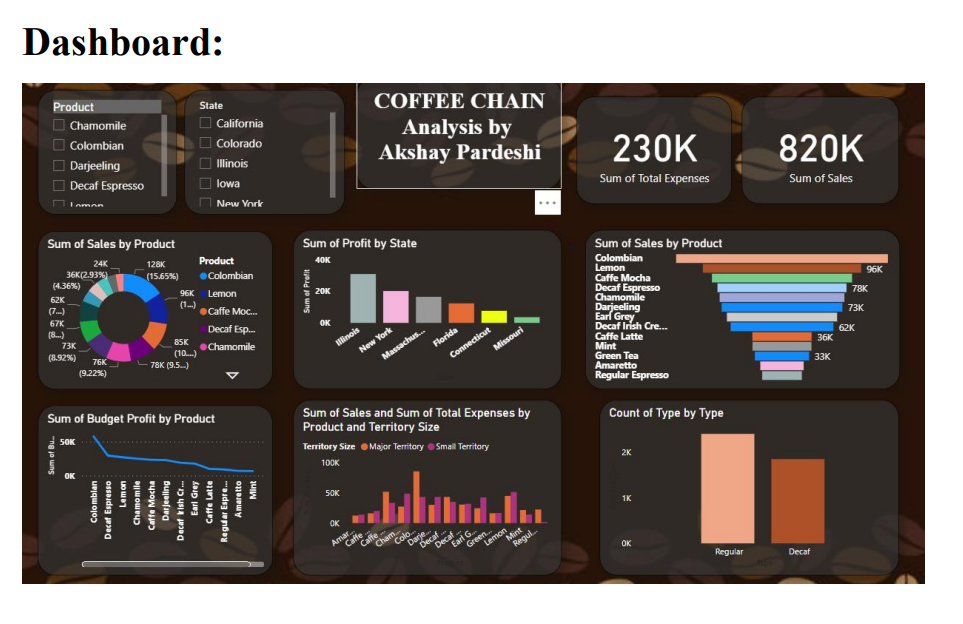 Dashboard:
Product
Chamomile
Colombian
Darjeeling
Decaf Espresso
Lemon
State
California
Colorado
Illinois
Iowa
New York
COFFEE CHAIN
Analysis by
Akshay Pardeshi
...
230K
Sum of Total Expenses
820K
Sum of Sales
Sum of Sales by Product
24K
36K(2.93%)
(4.36%)
62K
(7...)
67K
(8...)
73K
(8.92%)
76K
(9.22%)
78K (9.5...)
85K
(10....)
96K
(1...)
128K
(15.65%)
Product
Colombian
Lemon
Caffe Moc...
Decaf Esp...
Chamomile
Sum of Profit by State
Sum of Profit
40K
20K
0K
Illinois
New York
Massachus...
Florida
Connecticut
Missouri
Sum of Sales by Product
Colombian
Lemon
96K
Caffe Mocha
Decaf Espresso
78K
Chamomile
Darjeeling
73K
Earl Grey
Decaf Irish Cre...
62K
Caffe Latte
36K
Mint
Green Tea
33K
Amaretto
Regular Espresso
Sum of Budget Profit by Product
Sum of Bu...
50K
0K
Colombian
Decaf Espresso
Lemon
Chamomile
Caffe Mocha
Darjeeling
Decaf Irish Cr...
Earl Grey
Caffe Latte
Regular Espre...
Amaretto
Mint
Sum of Sales and Sum of Total Expenses by
Product and Territory Size
Territory Size Major Territory Small Territory
100K
50K
0K
Amar...
Caffe ...
Caffe ...
Cham...
Colo...
Darje...
Decaf ...
Decaf ...
Earl G...
Green...
Lemon
Mint
Regul...
Count of Type by Type
2K
1K
0K
Regular
Decaf